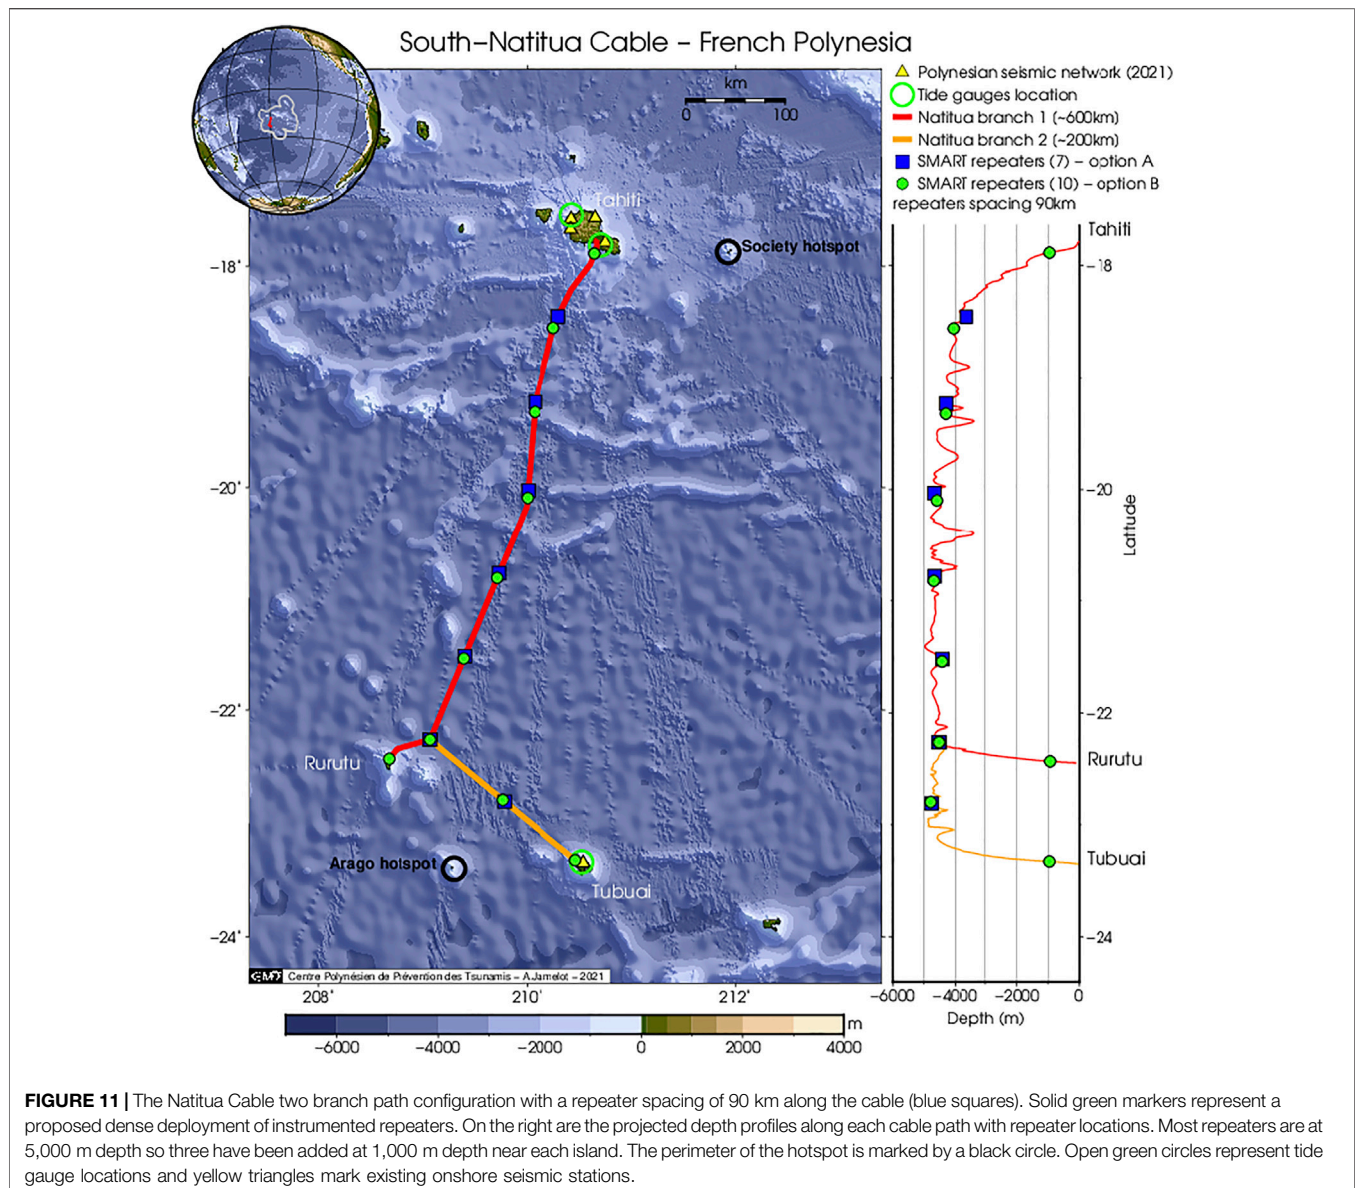 South–Natitua Cable – French Polynesia
km
0 100
Tahiti
Society hotspot
Rurutu
Arago hotspot
Tubuai
−18°
−20°
−22°
−24°
GMT Centre Polynésien de Prévention des Tsunamis – A.Jamelot – 2021
208° 210° 212°
−6000 −4000 −2000 0 2000 4000 m
Polynesian seismic network (2021)
Tide gauges location
Natitua branch 1 (~600km)
Natitua branch 2 (~200km)
SMART repeaters (7) – option A
SMART repeaters (10) – option B
repeaters spacing 90km
Tahiti
−18
−20
Latitude
−22
Rurutu
Tubuai
−24
−6000 −4000 −2000 0
Depth (m)
FIGURE 11 | The Natitua Cable two branch path configuration with a repeater spacing of 90 km along the cable (blue squares). Solid green markers represent a
proposed dense deployment of instrumented repeaters. On the right are the projected depth profiles along each cable path with repeater locations. Most repeaters are at
5,000 m depth so three have been added at 1,000 m depth near each island. The perimeter of the hotspot is marked by a black circle. Open green circles represent tide
gauge locations and yellow triangles mark existing onshore seismic stations.